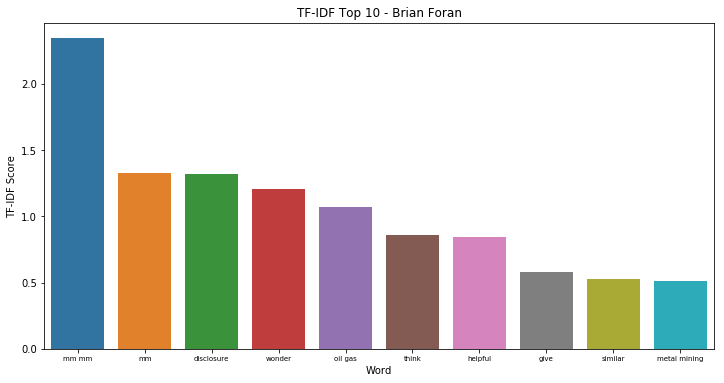 TF-IDF Top 10 - Brian Foran
TF-IDF Score
2.0
1.5
1.0
0.5
0.0
mm mm mm disclosure wonder oil gas think helpful give similar metal mining
Word